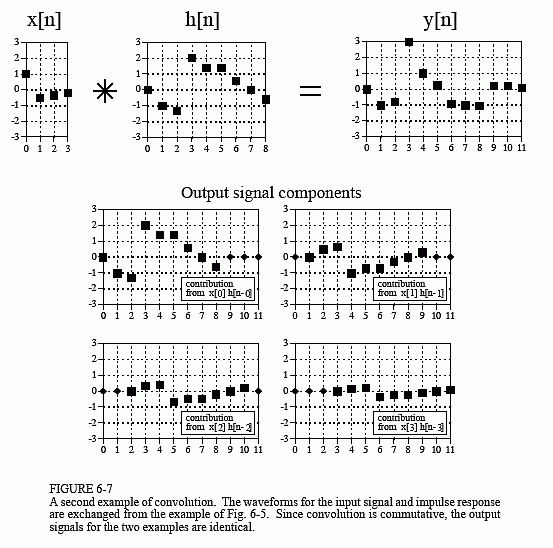 x[n] h[n] y[n]
3 3 3
2 2 2
1 1 1
0 0 0
-1 -1 -1
-2 -2 -2
-3 -3 -3
0 1 2 3 0 1 2 3 4 5 6 7 8 0 1 2 3 4 5 6 7 8 9 10 11
=
Output signal components
3 3
2 2
1 1
0 0
-1 -1
-2 -2
-3 -3
contribution
from x[0] h[n-0]
contribution
from x[1] h[n-1]
0 1 2 3 4 5 6 7 8 9 10 11 0 1 2 3 4 5 6 7 8 9 10 11
3 3
2 2
1 1
0 0
-1 -1
-2 -2
-3 -3
contribution
from x[2] h[n-2]
contribution
from x[3] h[n-3]
0 1 2 3 4 5 6 7 8 9 10 11 0 1 2 3 4 5 6 7 8 9 10 11
FIGURE 6-7
A second example of convolution. The waveforms for the input signal and impulse response
are exchanged from the example of Fig. 6-5. Since convolution is commutative, the output
signals for the two examples are identical.